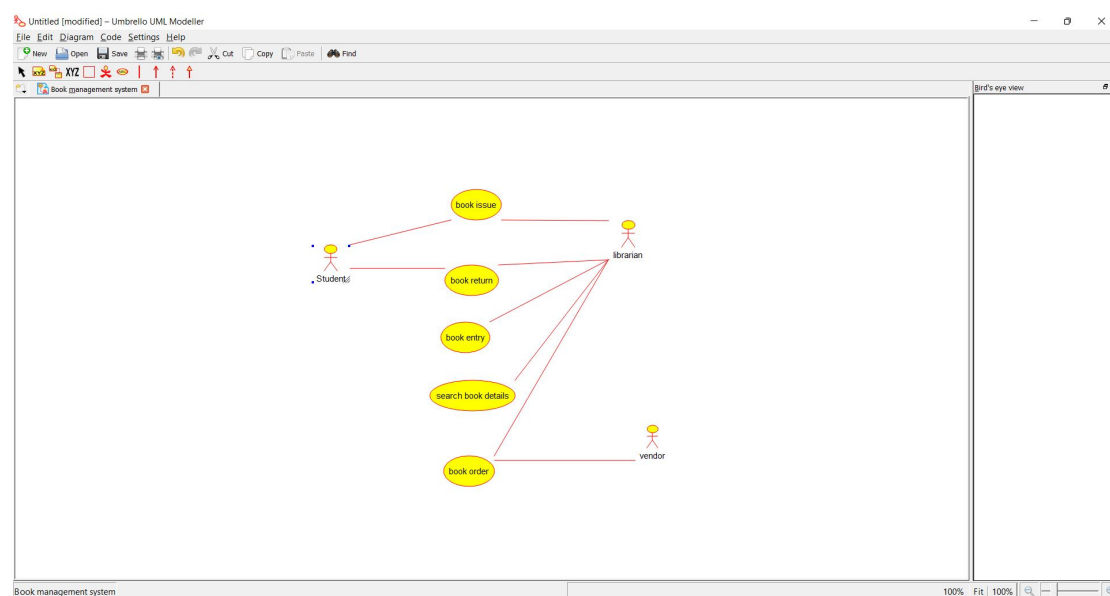 Untitled [modified] – Umbrello UML Modeller
File Edit Diagram Code Settings Help
New Open Save Cut Copy Paste Find
XYZ XYZ
Book management system
Bird's eye view
book issue
librarian
Student
book return
book entry
search book details
vendor
book order
Book management system 100% Fit 100%